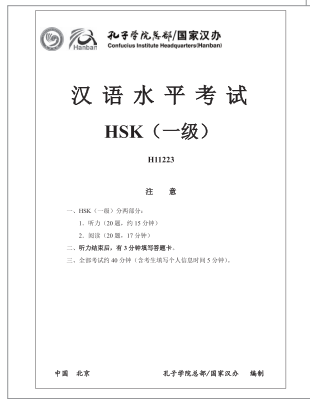 Hanban
孔子学院总部/国家汉办
Confucius Institute Headquarters(Hanban)
汉语水平考试
HSK（一级）
H11223
注 意
一、HSK（一级）分两部分：
1．听力（20题，约15分钟）
2．阅读（20题，17分钟）
二、听力结束后，有3分钟填写答题卡。
三、全部考试约40分钟（含考生填写个人信息时间5分钟）。
中国 北京 孔子学院总部/国家汉办 编制